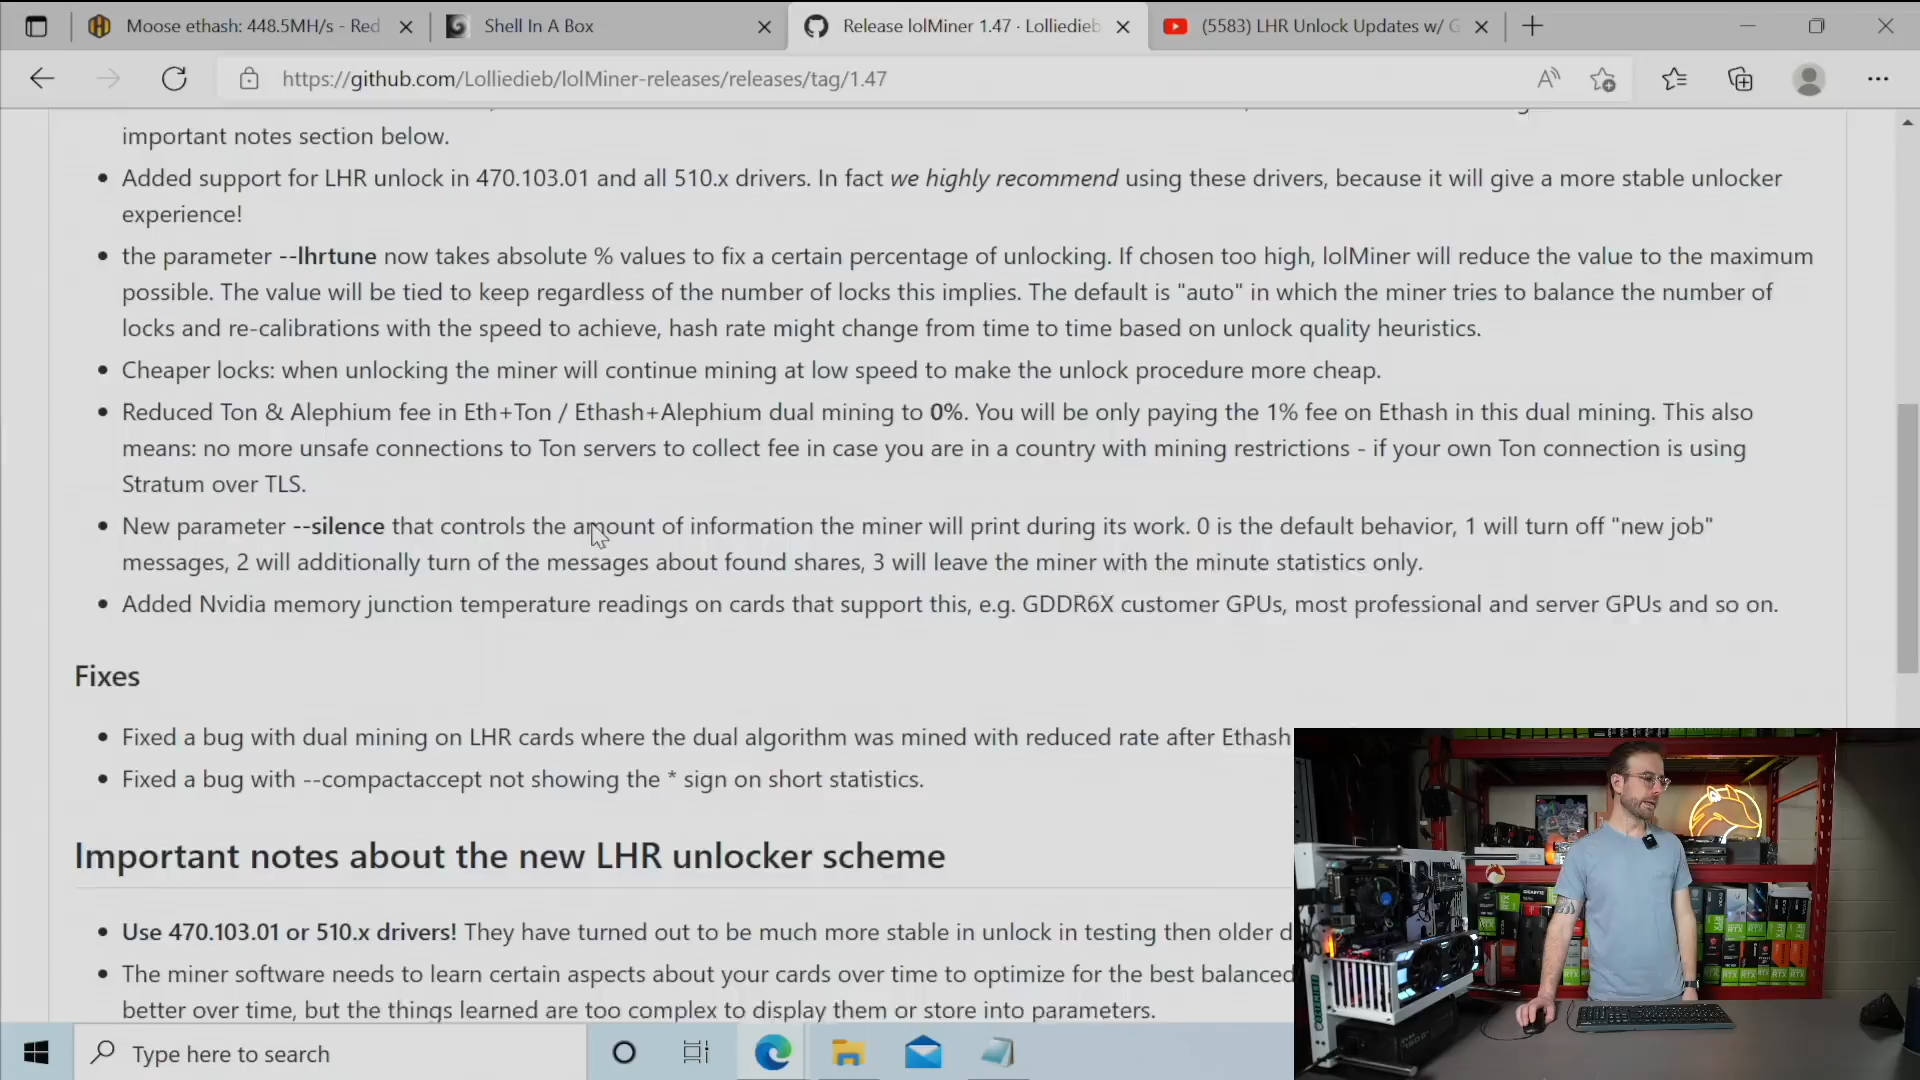 Moose ethash: 448.5MH/s - Red
Shell In A Box
Release lolMiner 1.47 · Lolliedieb
(5583) LHR Unlock Updates w/ G
https://github.com/Lolliedieb/lolMiner-releases/releases/tag/1.47
important notes section below.
Added support for LHR unlock in 470.103.01 and all 510.x drivers. In fact we highly recommend using these drivers, because it will give a more stable unlocker
experience!
the parameter --lhrtune now takes absolute % values to fix a certain percentage of unlocking. If chosen too high, lolMiner will reduce the value to the maximum
possible. The value will be tied to keep regardless of the number of locks this implies. The default is "auto" in which the miner tries to balance the number of
locks and re-calibrations with the speed to achieve, hash rate might change from time to time based on unlock quality heuristics.
Cheaper locks: when unlocking the miner will continue mining at low speed to make the unlock procedure more cheap.
Reduced Ton & Alephium fee in Eth+Ton / Ethash+Alephium dual mining to 0%. You will be only paying the 1% fee on Ethash in this dual mining. This also
means: no more unsafe connections to Ton servers to collect fee in case you are in a country with mining restrictions - if your own Ton connection is using
Stratum over TLS.
New parameter --silence that controls the amount of information the miner will print during its work. 0 is the default behavior, 1 will turn off "new job"
messages, 2 will additionally turn of the messages about found shares, 3 will leave the miner with the minute statistics only.
Added Nvidia memory junction temperature readings on cards that support this, e.g. GDDR6X customer GPUs, most professional and server GPUs and so on.
Fixes
Fixed a bug with dual mining on LHR cards where the dual algorithm was mined with reduced rate after Ethash
Fixed a bug with --compactaccept not showing the * sign on short statistics.
Important notes about the new LHR unlocker scheme
Use 470.103.01 or 510.x drivers! They have turned out to be much more stable in unlock in testing then older d
The miner software needs to learn certain aspects about your cards over time to optimize for the best balanced
better over time, but the things learned are too complex to display them or store into parameters.
Type here to search